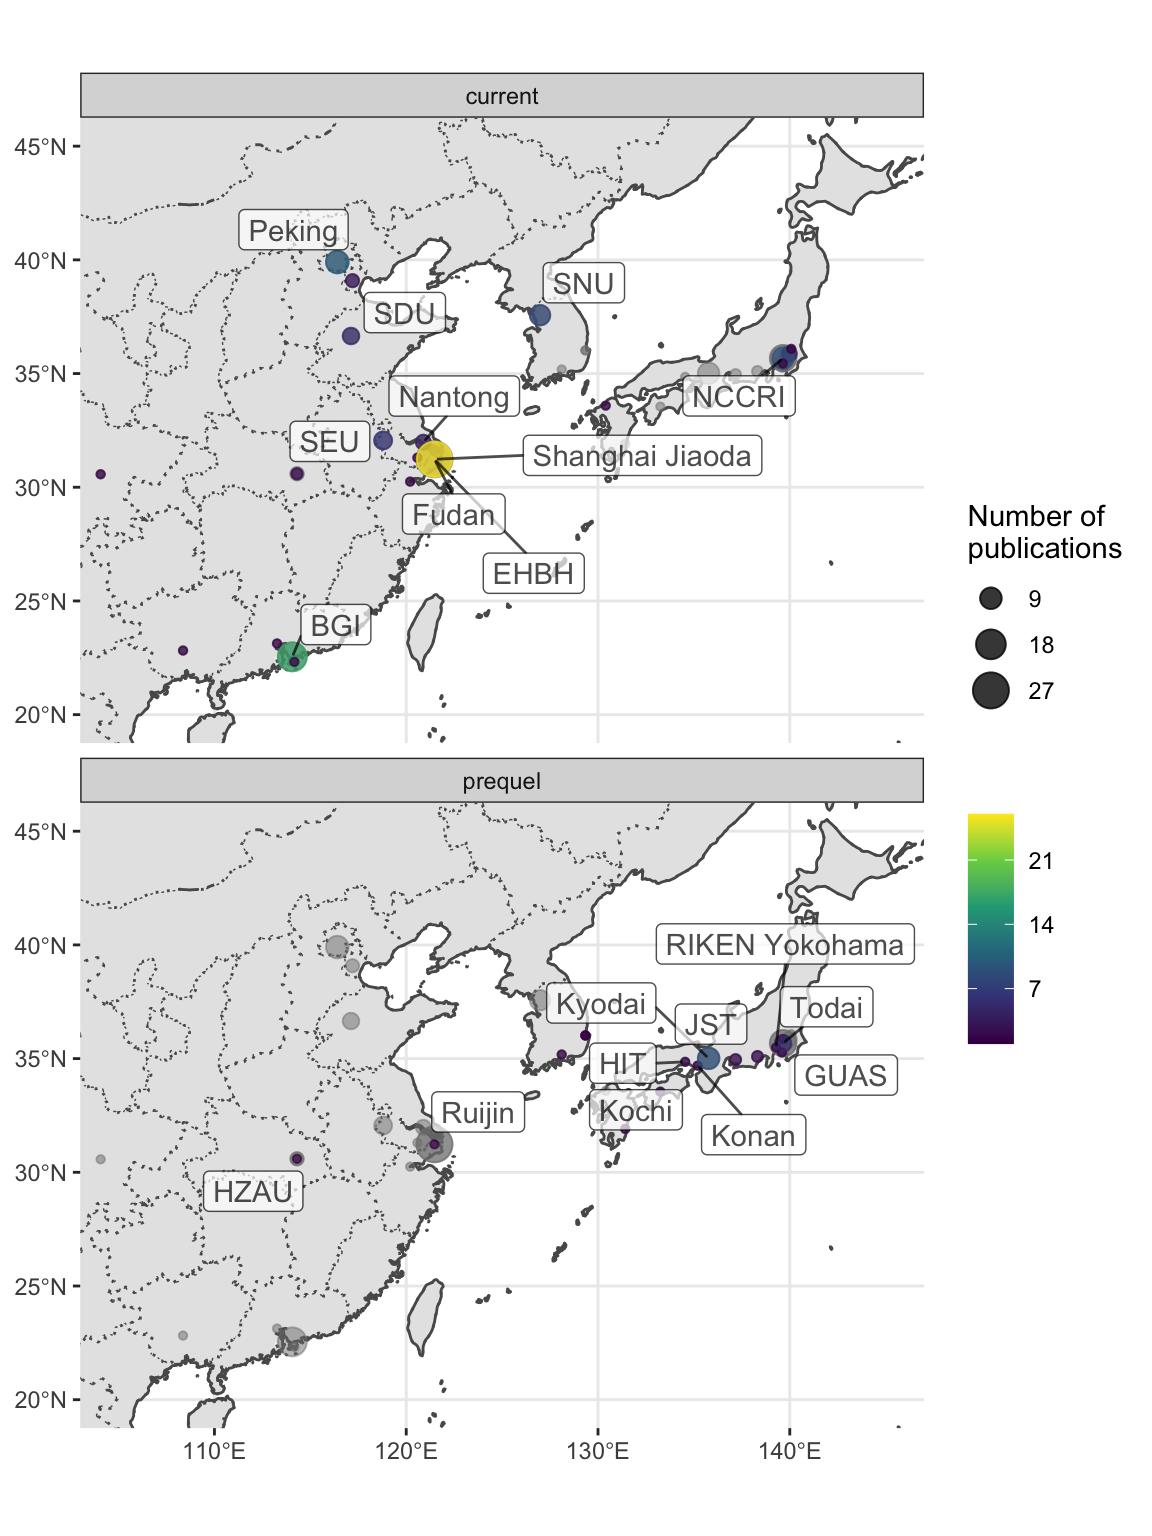 current
45°N
40°N
35°N
30°N
25°N
20°N
Peking
SDU
SNU
Nantong
NCCRI
SEU
Shanghai Jiaoda
Fudan
EHBH
BGI
Number of
publications
9
18
27
21
14
7
prequel
45°N
40°N
35°N
30°N
25°N
20°N
RIKEN Yokohama
Kyodai
Todai
JST
HIT
GUAS
Ruijin
Kochi
Konan
HZAU
110°E
120°E
130°E
140°E